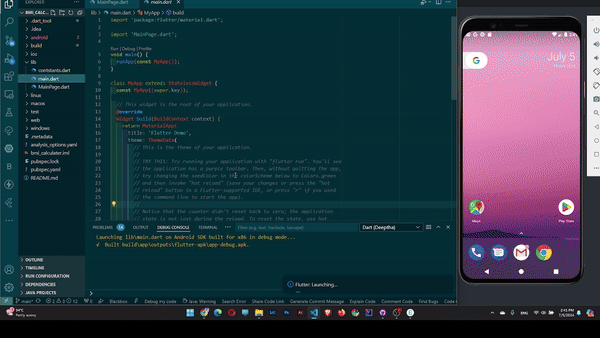 BMI_CALC...
.dart_tool
.idea
android
build
ios
lib
constants.dart
main.dart
MainPage.dart
linux
macos
test
web
windows
.metadata
analysis_options.yaml
bmi_calculator.iml
pubspec.lock
pubspec.yaml
README.md
OUTLINE
TIMELINE
RUN CONFIGURATION
DEPENDENCIES
JAVA PROJECTS
MainPage.dart
main.dart
lib > main.dart > MyApp > build
import 'package:flutter/material.dart';
import 'MainPage.dart';
Run | Debug | Profile
void main() {
runApp(const MyApp());
}
class MyApp extends StatelessWidget {
const MyApp({super.key});
// This widget is the root of your application.
@override
Widget build(BuildContext context) {
return MaterialApp(
title: 'Flutter Demo',
theme: ThemeData(
// This is the theme of your application.
//
// TRY THIS: Try running your application with "flutter run". You'll see
// the application has a purple toolbar. Then, without quitting the app,
// try changing the seedColor in the colorScheme below to Colors.green
// and then invoke "hot reload" (save your changes or press the "hot
// reload" button in a Flutter-supported IDE, or press "r" if you used
// the command line to start the app).
//
// Notice that the counter didn't reset back to zero; the application
// state is not lost during the reload. To reset the state, use hot
PROBLEMS
OUTPUT
DEBUG CONSOLE
TERMINAL
Dart (Deeptha)
Launching lib\main.dart on Android SDK built for x86 in debug mode...
√ Built build\app\outputs\flutter-apk\app-debug.apk.
Flutter: Launching...
main*
Blackbox
Debug my code
Java: Warning
Search Error
Share Code Link
Generate Commit
Explain Code
Comment Code
Find Bugs
Code
94°F
Partly sunny
ENG
2:41 PM
7/5/2024
July 5
Maps
Play Store